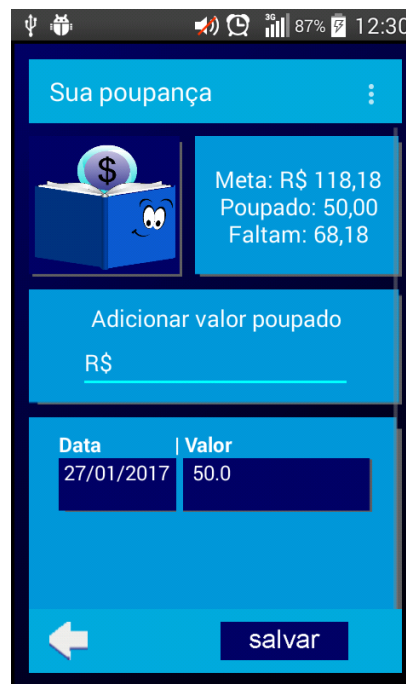 3G 87% 12:30
Sua poupança
$
Meta: R$ 118,18
Poupado: 50,00
Faltam: 68,18
Adicionar valor poupado
R$
Data | Valor
27/01/2017 50.0
salvar